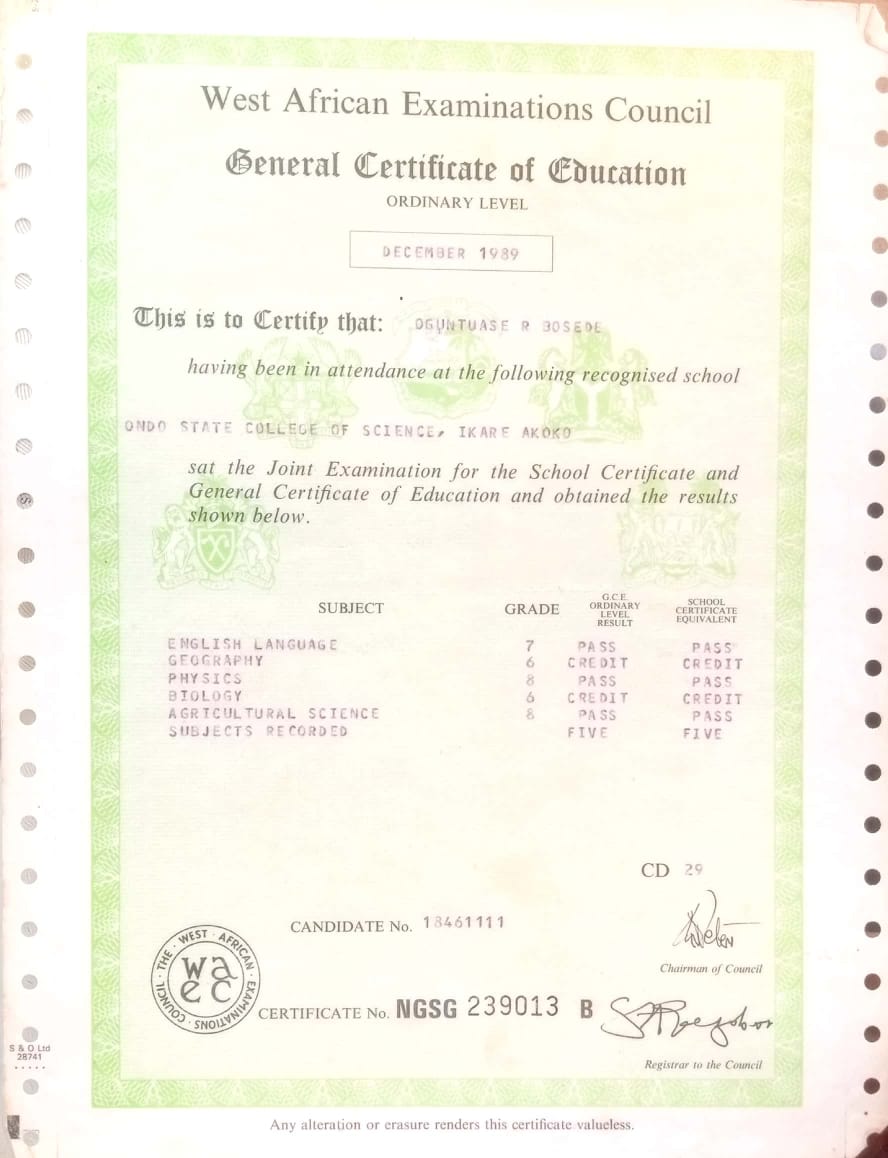 West African Examinations Council
General Certificate of Education
ORDINARY LEVEL
DECEMBER 1989
This is to Certify that: OGUNTUASE R BOSEDE
having been in attendance at the following recognised school
ONDO STATE COLLEGE OF SCIENCE, IKARE AKOKO
sat the Joint Examination for the School Certificate and
General Certificate of Education and obtained the results
shown below.
SUBJECT GRADE G.C.E. ORDINARY LEVEL RESULT SCHOOL CERTIFICATE EQUIVALENT
ENGLISH LANGUAGE 7 PASS PASS
GEOGRAPHY 6 CREDIT CREDIT
PHYSICS 8 PASS PASS
BIOLOGY 6 CREDIT CREDIT
AGRICULTURAL SCIENCE 8 PASS PASS
SUBJECTS RECORDED FIVE FIVE
CD 29
CANDIDATE No. 18461111
Chairman of Council
THE · WEST · AFRICAN · EXAMINATIONS · COUNCIL ·
wa
ec
CERTIFICATE No. NGSG 239013 B
Registrar to the Council
S & O Ltd
28741
Any alteration or erasure renders this certificate valueless.